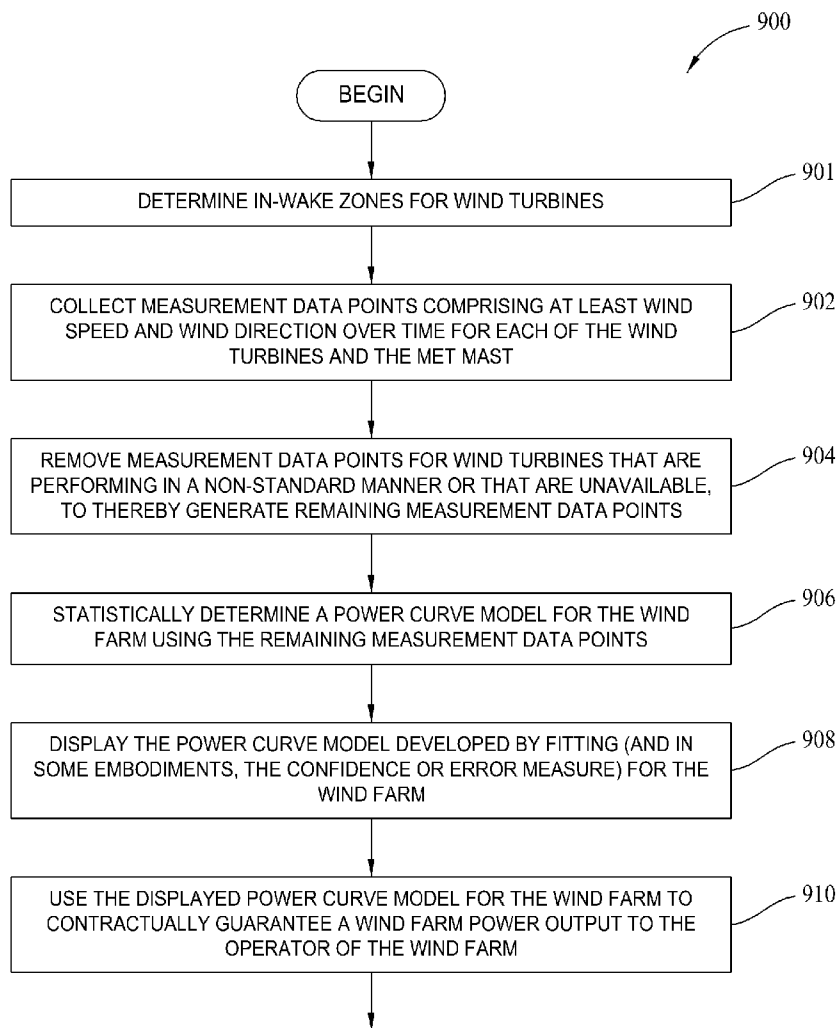 900
BEGIN
901
DETERMINE IN-WAKE ZONES FOR WIND TURBINES
902
COLLECT MEASUREMENT DATA POINTS COMPRISING AT LEAST WIND
SPEED AND WIND DIRECTION OVER TIME FOR EACH OF THE WIND
TURBINES AND THE MET MAST
904
REMOVE MEASUREMENT DATA POINTS FOR WIND TURBINES THAT ARE
PERFORMING IN A NON-STANDARD MANNER OR THAT ARE UNAVAILABLE,
TO THEREBY GENERATE REMAINING MEASUREMENT DATA POINTS
906
STATISTICALLY DETERMINE A POWER CURVE MODEL FOR THE WIND
FARM USING THE REMAINING MEASUREMENT DATA POINTS
908
DISPLAY THE POWER CURVE MODEL DEVELOPED BY FITTING (AND IN
SOME EMBODIMENTS, THE CONFIDENCE OR ERROR MEASURE) FOR THE
WIND FARM
910
USE THE DISPLAYED POWER CURVE MODEL FOR THE WIND FARM TO
CONTRACTUALLY GUARANTEE A WIND FARM POWER OUTPUT TO THE
OPERATOR OF THE WIND FARM